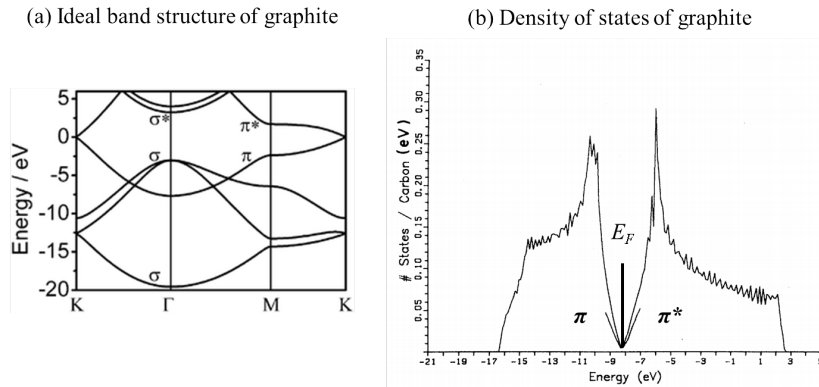 (a) Ideal band structure of graphite
(b) Density of states of graphite
Energy / eV
5
0
-5
-10
-15
-20
σ*
π*
σ
π
σ
K
Γ
M
K
# States / Carbon (eV)
0.35
0.30
0.25
0.20
0.15
0.10
0.05
E_F
π
π*
-21
-19
-17
-15
-13
-11
-9
-7
-5
-3
-1
1
3
5
Energy (eV)